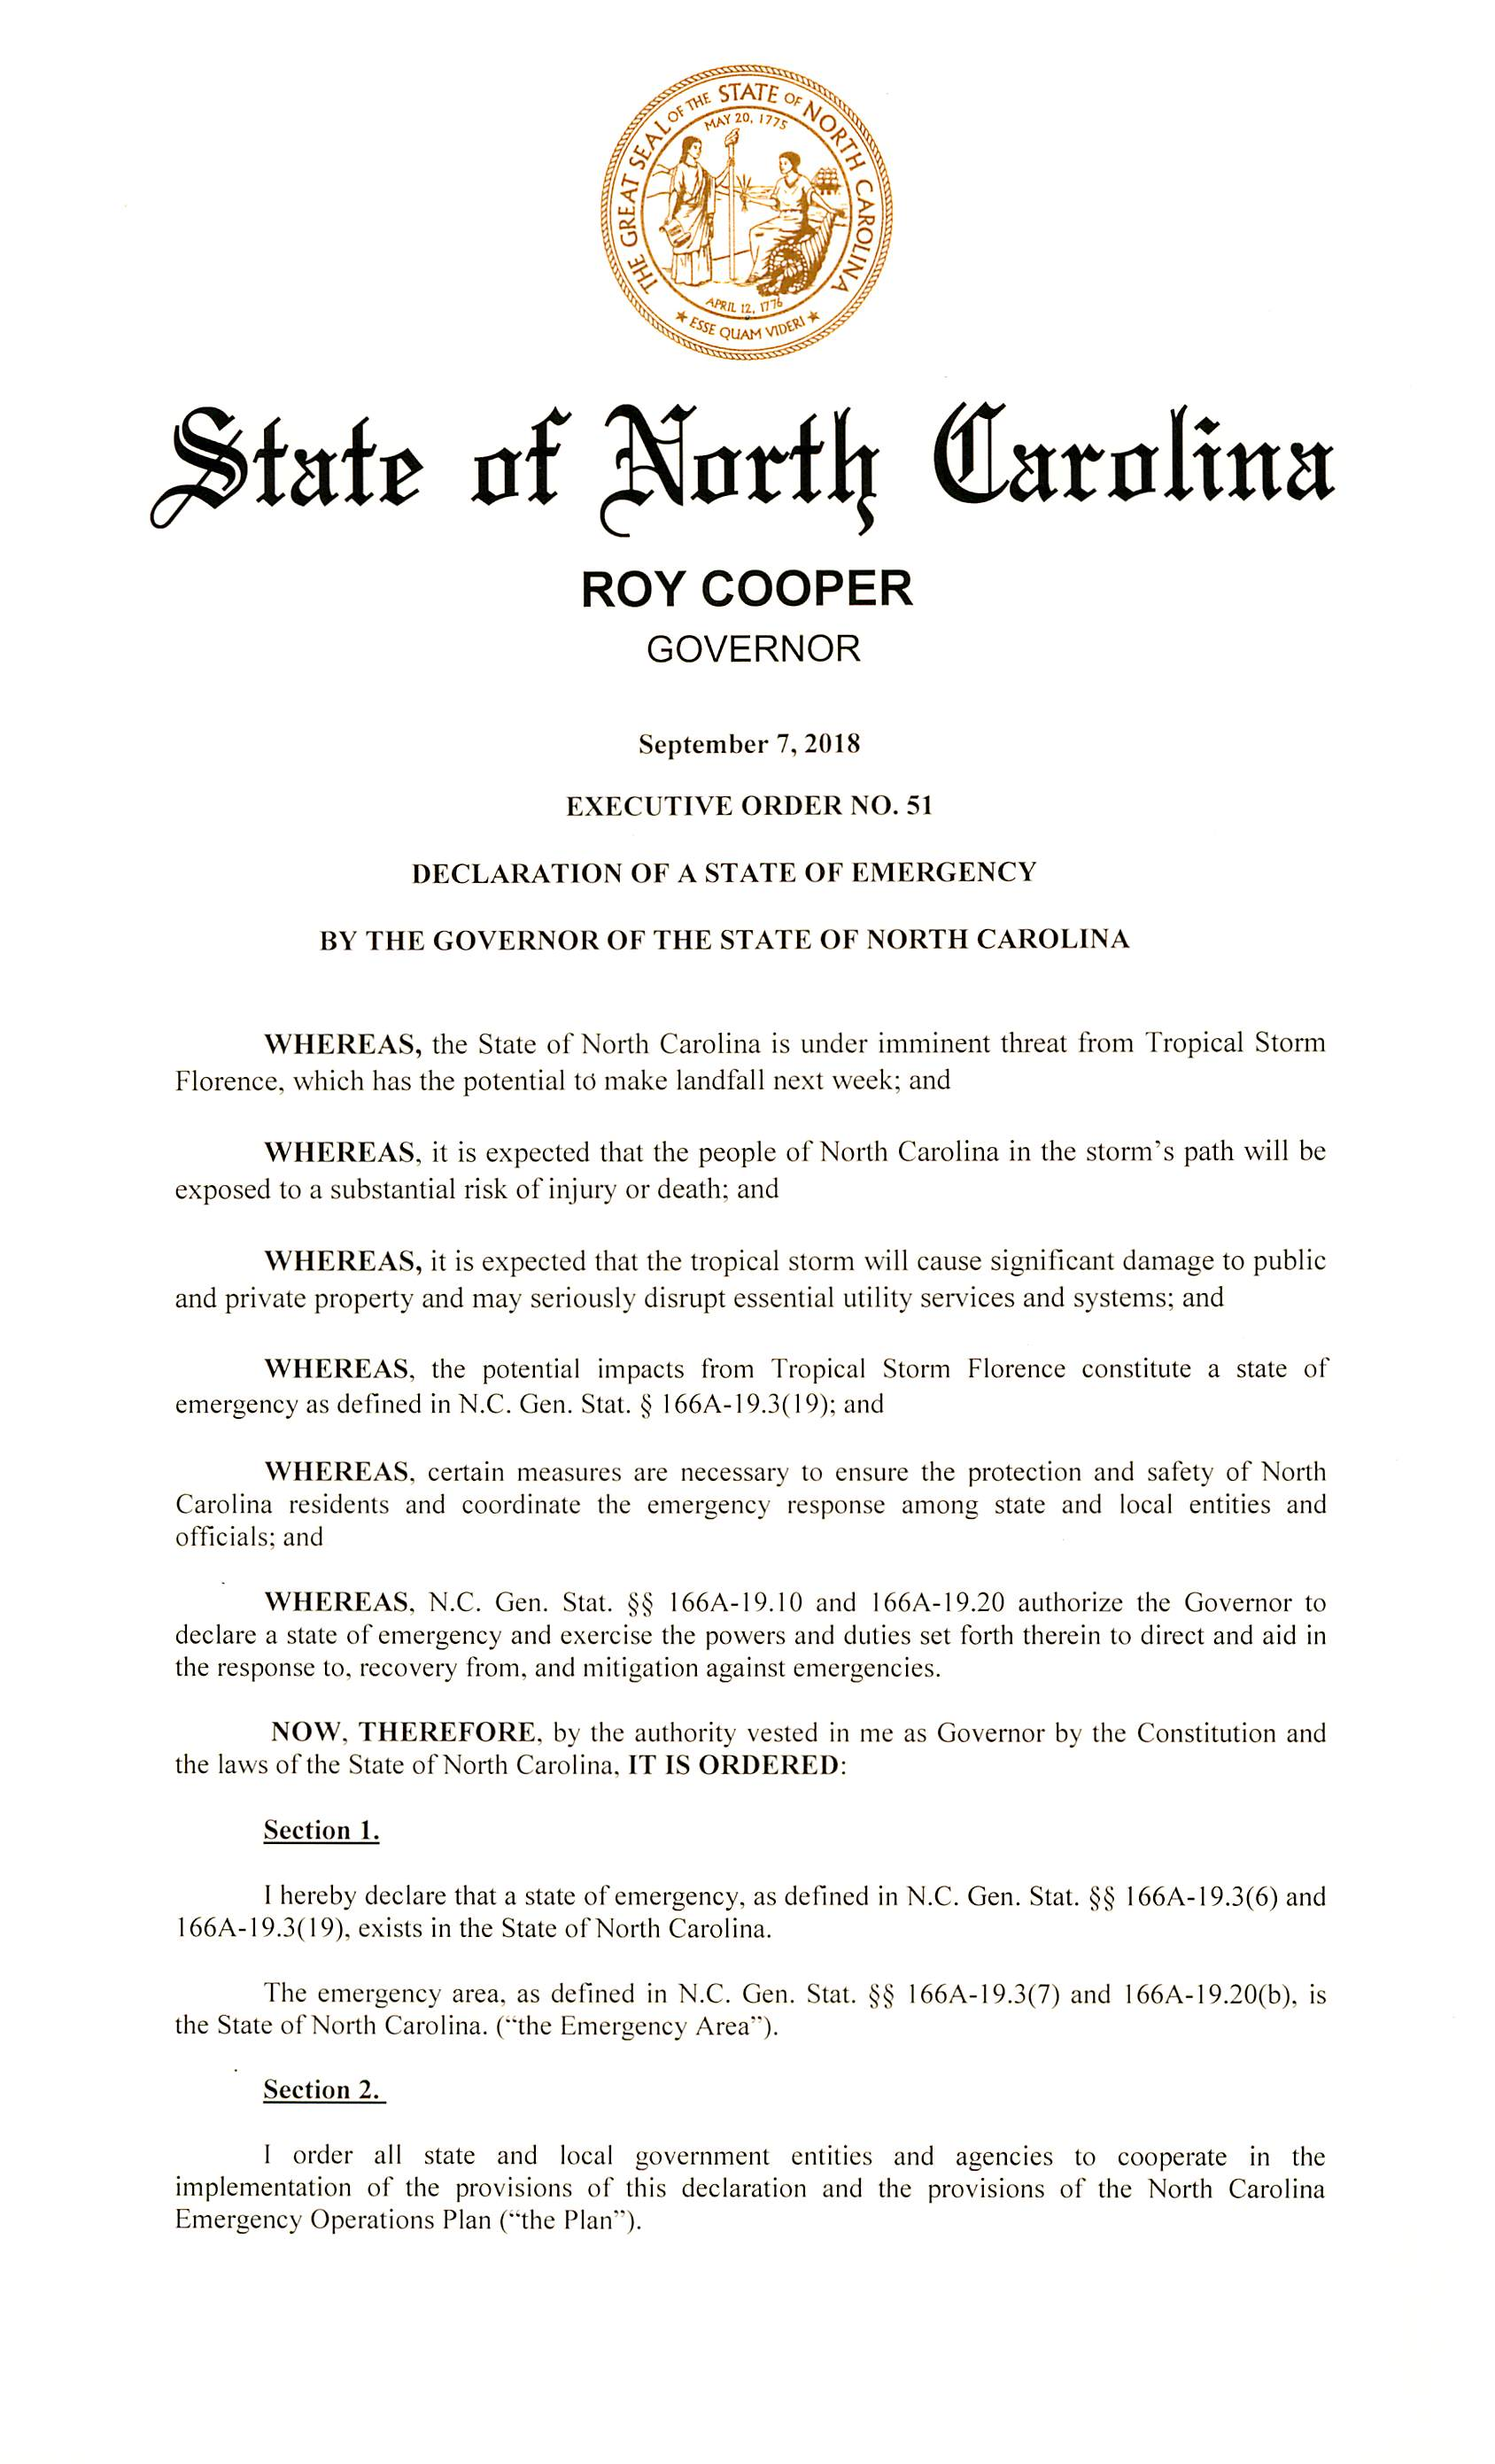 THE GREAT SEAL OF THE STATE OF NORTH CAROLINA
MAY 20, 1775
APRIL 12, 1776
★ ESSE QUAM VIDERI ★
State of North Carolina
ROY COOPER
GOVERNOR
September 7, 2018
EXECUTIVE ORDER NO. 51
DECLARATION OF A STATE OF EMERGENCY
BY THE GOVERNOR OF THE STATE OF NORTH CAROLINA
WHEREAS, the State of North Carolina is under imminent threat from Tropical Storm
Florence, which has the potential to make landfall next week; and
WHEREAS, it is expected that the people of North Carolina in the storm's path will be
exposed to a substantial risk of injury or death; and
WHEREAS, it is expected that the tropical storm will cause significant damage to public
and private property and may seriously disrupt essential utility services and systems; and
WHEREAS, the potential impacts from Tropical Storm Florence constitute a state of
emergency as defined in N.C. Gen. Stat. § 166A-19.3(19); and
WHEREAS, certain measures are necessary to ensure the protection and safety of North
Carolina residents and coordinate the emergency response among state and local entities and
officials; and
WHEREAS, N.C. Gen. Stat. §§ 166A-19.10 and 166A-19.20 authorize the Governor to
declare a state of emergency and exercise the powers and duties set forth therein to direct and aid in
the response to, recovery from, and mitigation against emergencies.
NOW, THEREFORE, by the authority vested in me as Governor by the Constitution and
the laws of the State of North Carolina, IT IS ORDERED:
Section 1.
I hereby declare that a state of emergency, as defined in N.C. Gen. Stat. §§ 166A-19.3(6) and
166A-19.3(19), exists in the State of North Carolina.
The emergency area, as defined in N.C. Gen. Stat. §§ 166A-19.3(7) and 166A-19.20(b), is
the State of North Carolina. ("the Emergency Area").
Section 2.
I order all state and local government entities and agencies to cooperate in the
implementation of the provisions of this declaration and the provisions of the North Carolina
Emergency Operations Plan ("the Plan").